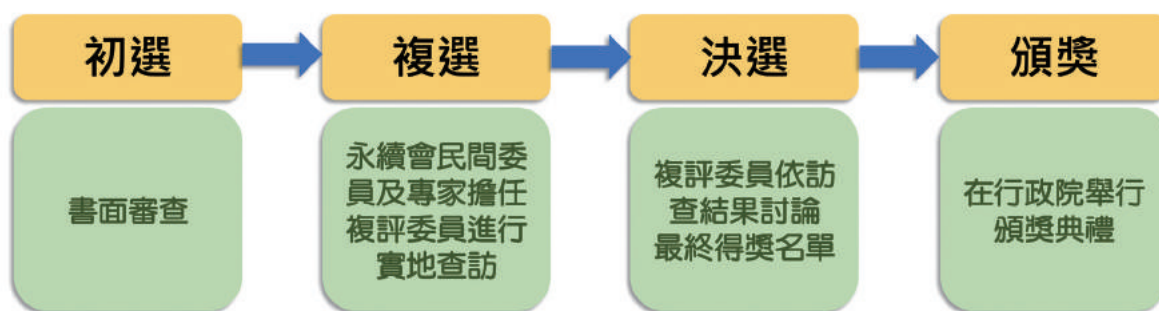 初選
複選
決選
頒獎
書面審查
永續會民間委
員及專家擔任
複評委員進行
實地查訪
複評委員依訪
查結果討論
最終得獎名單
在行政院舉行
頒獎典禮